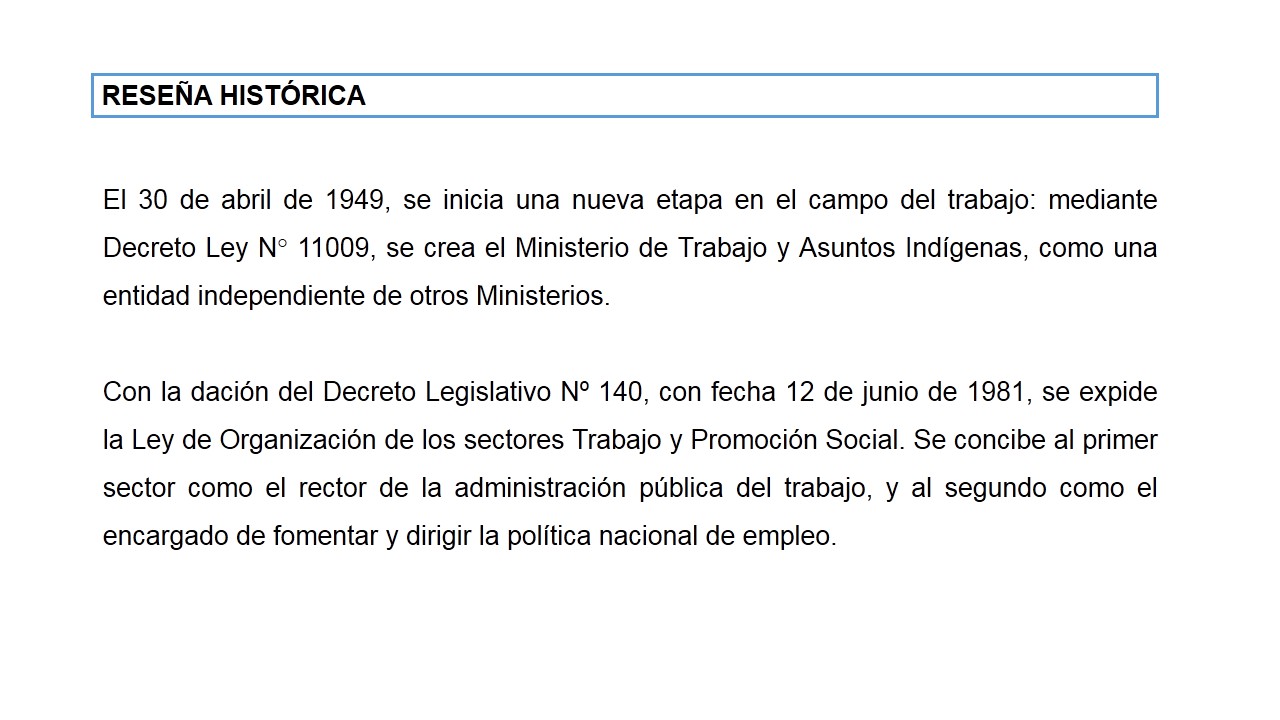 RESEÑA HISTÓRICA
El 30 de abril de 1949, se inicia una nueva etapa en el campo del trabajo: mediante
Decreto Ley N° 11009, se crea el Ministerio de Trabajo y Asuntos Indígenas, como una
entidad independiente de otros Ministerios.
Con la dación del Decreto Legislativo Nº 140, con fecha 12 de junio de 1981, se expide
la Ley de Organización de los sectores Trabajo y Promoción Social. Se concibe al primer
sector como el rector de la administración pública del trabajo, y al segundo como el
encargado de fomentar y dirigir la política nacional de empleo.